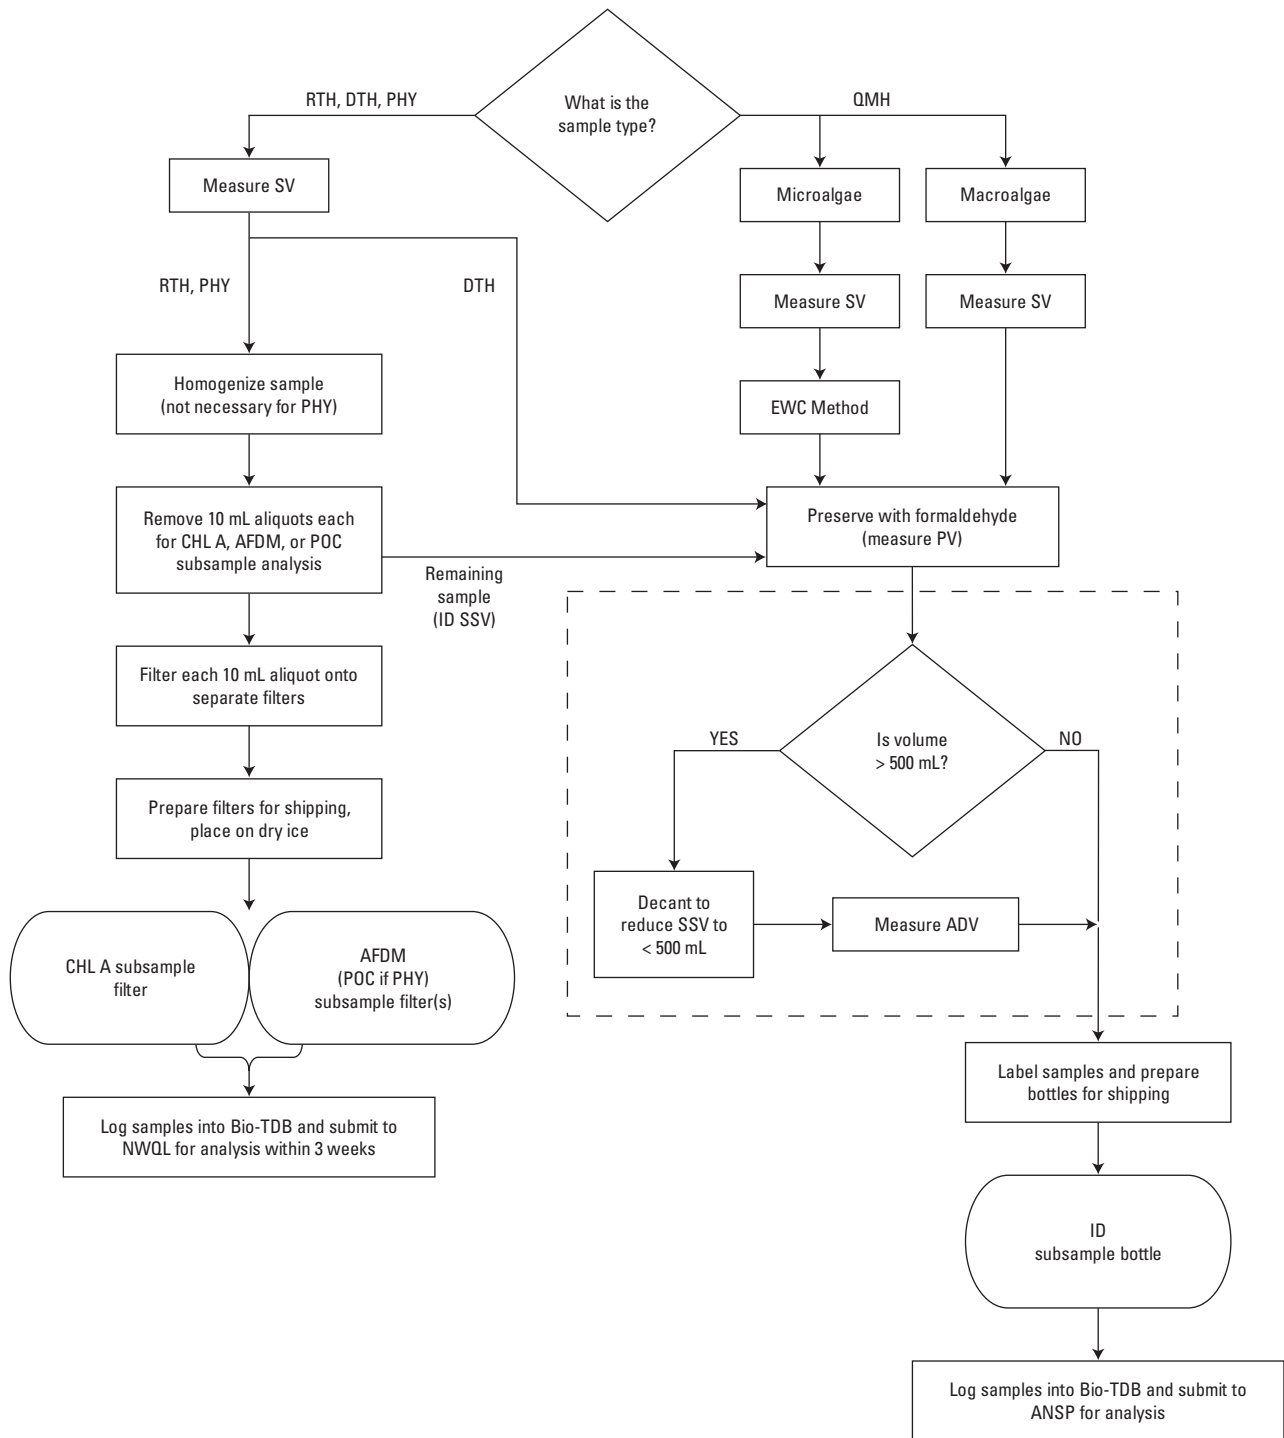 What is the
sample type?
RTH, DTH, PHY
QMH
Measure SV
Microalgae
Macroalgae
RTH, PHY
DTH
Measure SV
Measure SV
Homogenize sample
(not necessary for PHY)
EWC Method
Remove 10 mL aliquots each
for CHL A, AFDM, or POC
subsample analysis
Remaining
sample
(ID SSV)
Preserve with formaldehyde
(measure PV)
Filter each 10 mL aliquot onto
separate filters
Is volume
> 500 mL?
YES
NO
Prepare filters for shipping,
place on dry ice
Decant to
reduce SSV to
< 500 mL
Measure ADV
CHL A subsample
filter
AFDM
(POC if PHY)
subsample filter(s)
Log samples into Bio-TDB and submit to
NWQL for analysis within 3 weeks
Label samples and prepare
bottles for shipping
ID
subsample bottle
Log samples into Bio-TDB and submit to
ANSP for analysis